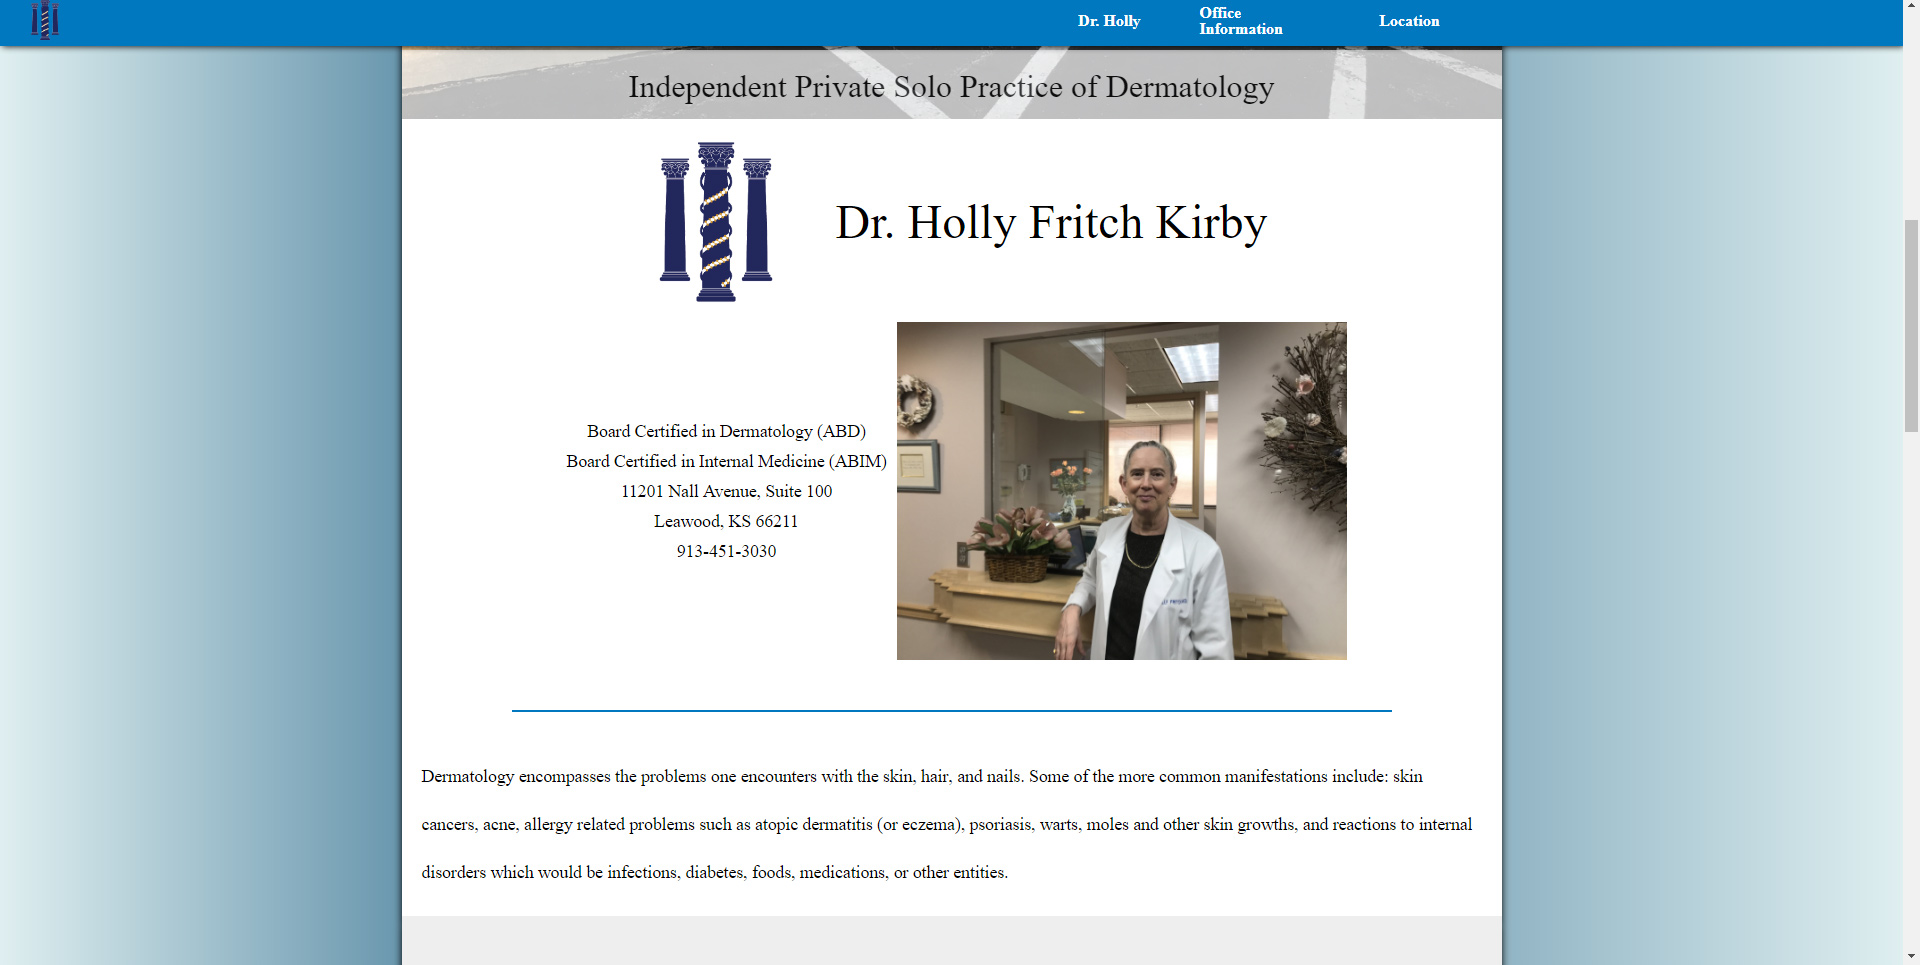 Dr. Holly
Office
Information
Location
Independent Private Solo Practice of Dermatology
Dr. Holly Fritch Kirby
Board Certified in Dermatology (ABD)
Board Certified in Internal Medicine (ABIM)
11201 Nall Avenue, Suite 100
Leawood, KS 66211
913-451-3030
Dermatology encompasses the problems one encounters with the skin, hair, and nails. Some of the more common manifestations include: skin
cancers, acne, allergy related problems such as atopic dermatitis (or eczema), psoriasis, warts, moles and other skin growths, and reactions to internal
disorders which would be infections, diabetes, foods, medications, or other entities.